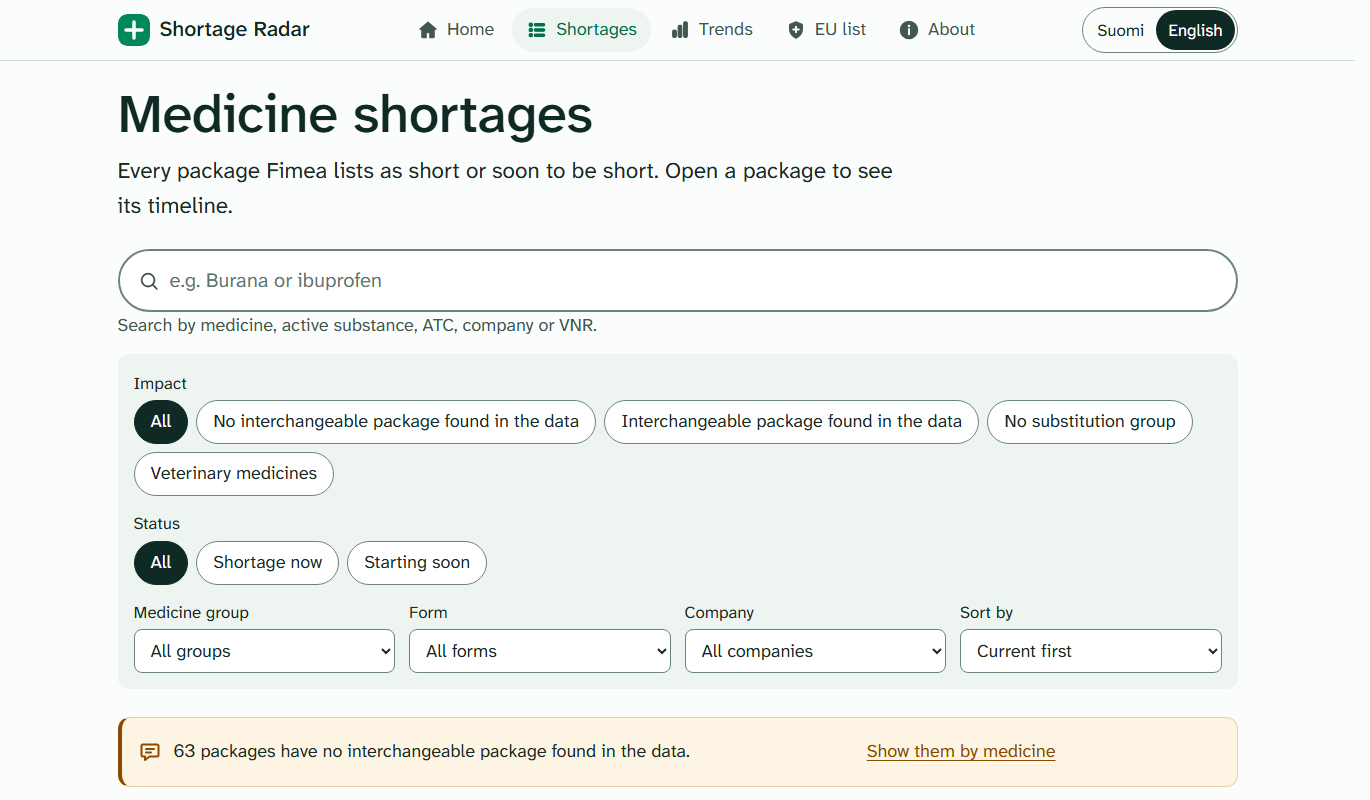 Shortage Radar
Home
Shortages
Trends
EU list
About
Suomi
English
Medicine shortages
Every package Fimea lists as short or soon to be short. Open a package to see
its timeline.
e.g. Burana or ibuprofen
Search by medicine, active substance, ATC, company or VNR.
Impact
All
No interchangeable package found in the data
Interchangeable package found in the data
No substitution group
Veterinary medicines
Status
All
Shortage now
Starting soon
Medicine group
Form
Company
Sort by
All groups
All forms
All companies
Current first
63 packages have no interchangeable package found in the data.
Show them by medicine